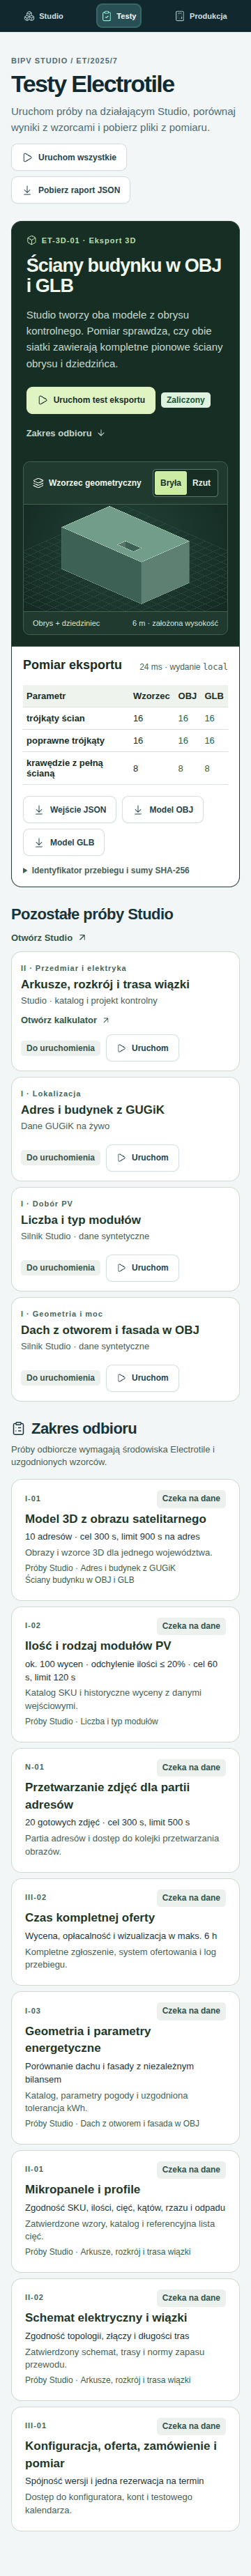 Studio
Testy
Produkcja
BIPV STUDIO / ET/2025/7
Testy Electrotile
Uruchom próby na działającym Studio, porównaj
wyniki z wzorcami i pobierz pliki z pomiaru.
Uruchom wszystkie
Pobierz raport JSON
ET-3D-01 · Eksport 3D
Ściany budynku w OBJ
i GLB
Studio tworzy oba modele z obrysu
kontrolnego. Pomiar sprawdza, czy obie
siatki zawierają kompletne pionowe ściany
obrysu i dziedzińca.
Uruchom test eksportu
Zaliczony
Zakres odbioru ↓
Wzorzec geometryczny
Bryła
Rzut
Obrys + dziedziniec
6 m · założona wysokość
Pomiar eksportu
24 ms · wydanie local
Parametr Wzorzec OBJ GLB
trójkąty ścian 16 16 16
poprawne trójkąty 16 16 16
krawędzie z pełną
ścianą 8 8 8
Wejście JSON
Model OBJ
Model GLB
Identyfikator przebiegu i sumy SHA-256
Pozostałe próby Studio
Otwórz Studio
II · Przedmiar i elektryka
Arkusze, rozkrój i trasa wiązki
Studio · katalog i projekt kontrolny
Otwórz kalkulator
Do uruchomienia
Uruchom
I · Lokalizacja
Adres i budynek z GUGiK
Dane GUGiK na żywo
Do uruchomienia
Uruchom
I · Dobór PV
Liczba i typ modułów
Silnik Studio · dane syntetyczne
Do uruchomienia
Uruchom
I · Geometria i moc
Dach z otworem i fasada w OBJ
Silnik Studio · dane syntetyczne
Do uruchomienia
Uruchom
Zakres odbioru
Próby odbiorcze wymagają środowiska Electrotile i
uzgodnionych wzorców.
I-01
Czeka na dane
Model 3D z obrazu satelitarnego
10 adresów · cel 300 s, limit 900 s na adres
Obrazy i wzorce 3D dla jednego województwa.
Próby Studio · Adres i budynek z GUGiK
Ściany budynku w OBJ i GLB
I-02
Czeka na dane
Ilość i rodzaj modułów PV
ok. 100 wycen · odchylenie ilości ≤ 20% · cel 60
s, limit 120 s
Katalog SKU i historyczne wyceny z danymi
wejściowymi.
Próby Studio · Liczba i typ modułów
N-01
Czeka na dane
Przetwarzanie zdjęć dla partii
adresów
20 gotowych zdjęć · cel 300 s, limit 500 s
Partia adresów i dostęp do kolejki przetwarzania
obrazów.
III-02
Czeka na dane
Czas kompletnej oferty
Wycena, opłacalność i wizualizacja w maks. 6 h
Kompletne zgłoszenie, system ofertowania i log
przebiegu.
I-03
Czeka na dane
Geometria i parametry
energetyczne
Porównanie dachu i fasady z niezależnym
bilansem
Katalog, parametry pogody i uzgodniona
tolerancja kWh.
Próby Studio · Dach z otworem i fasada w OBJ
II-01
Czeka na dane
Mikropanele i profile
Zgodność SKU, ilości, cięć, kątów, rzazu i odpadu
Zatwierdzone wzory, katalog i referencyjna lista
cięć.
Próby Studio · Arkusze, rozkrój i trasa wiązki
II-02
Czeka na dane
Schemat elektryczny i wiązki
Zgodność topologii, złączy i długości tras
Zatwierdzony schemat, trasy i normy zapasu
przewodu.
Próby Studio · Arkusze, rozkrój i trasa wiązki
III-01
Czeka na dane
Konfiguracja, oferta, zamówienie i
pomiar
Spójność wersji i jedna rezerwacja na termin
Dostęp do konfiguratora, kont i testowego
kalendarza.